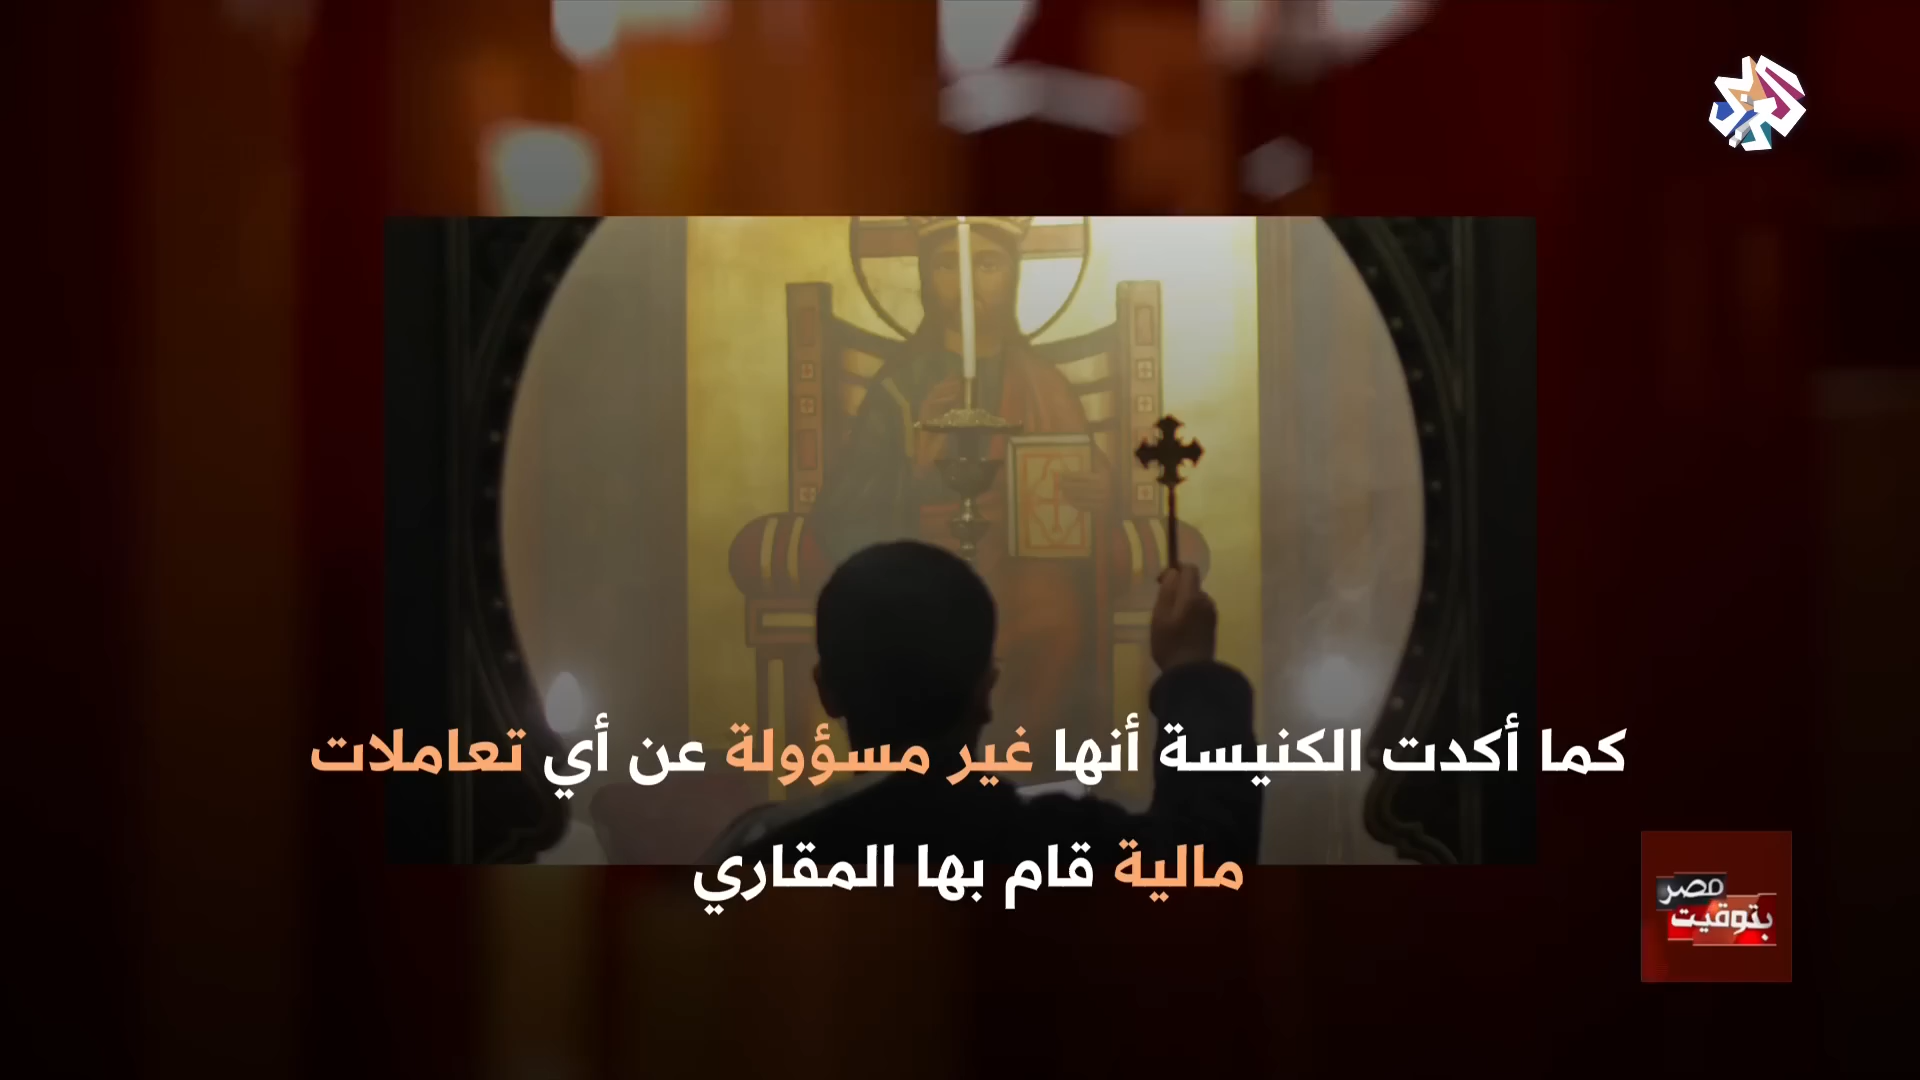 كما أكدت الكنيسة أنها غير مسؤولة عن أي تعاملات
مالية قام بها المقاري
مصر
بتوقيت